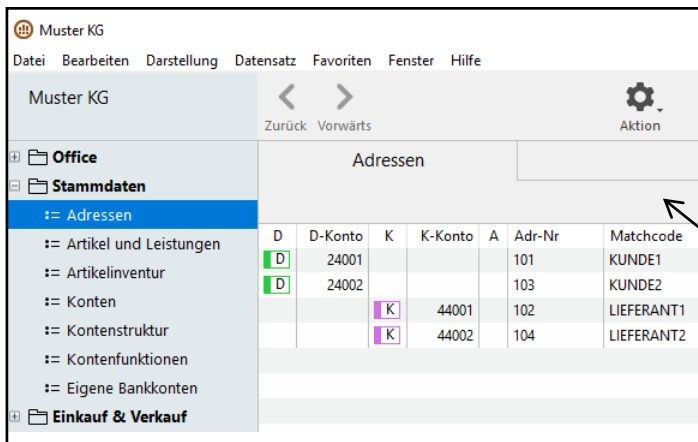 Muster KG
Datei Bearbeiten Darstellung Datensatz Favoriten Fenster Hilfe
Muster KG
Zurück Vorwärts Aktion
Office
Stammdaten
Adressen
Artikel und Leistungen
Artikelinventur
Konten
Kontenstruktur
Kontenfunktionen
Eigene Bankkonten
Einkauf & Verkauf
Adressen
D D-Konto K K-Konto A Adr-Nr Matchcode
D 24001 101 KUNDE1
D 24002 103 KUNDE2
K 44001 102 LIEFERANT1
K 44002 104 LIEFERANT2